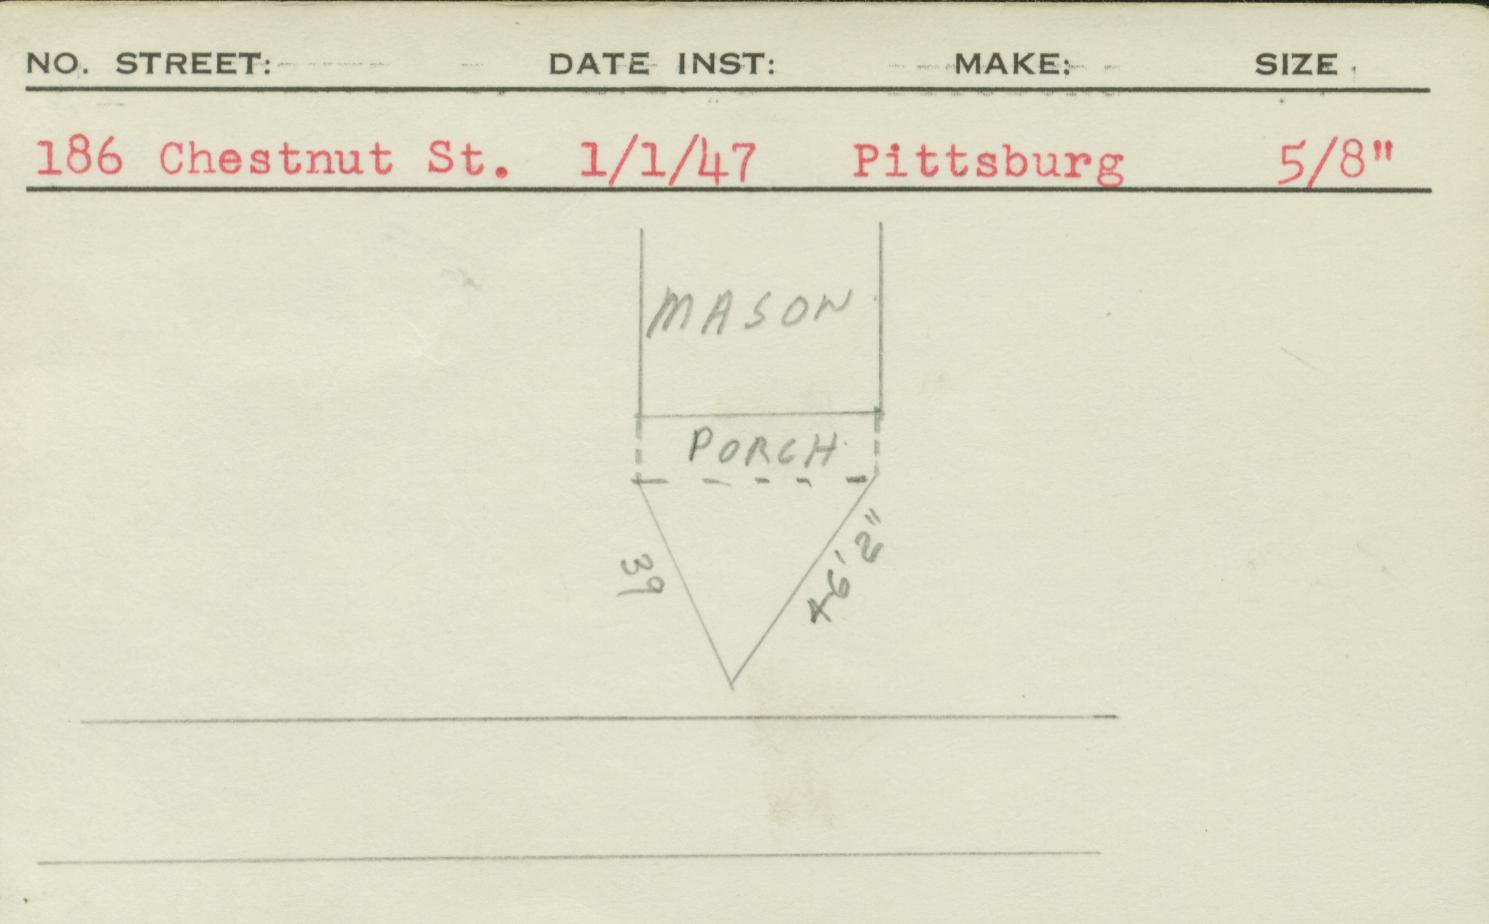 NO. STREET: DATE INST: MAKE: SIZE
186 Chestnut St. 1/1/47 Pittsburg 5/8"
MASON
PORCH
39
46'2"